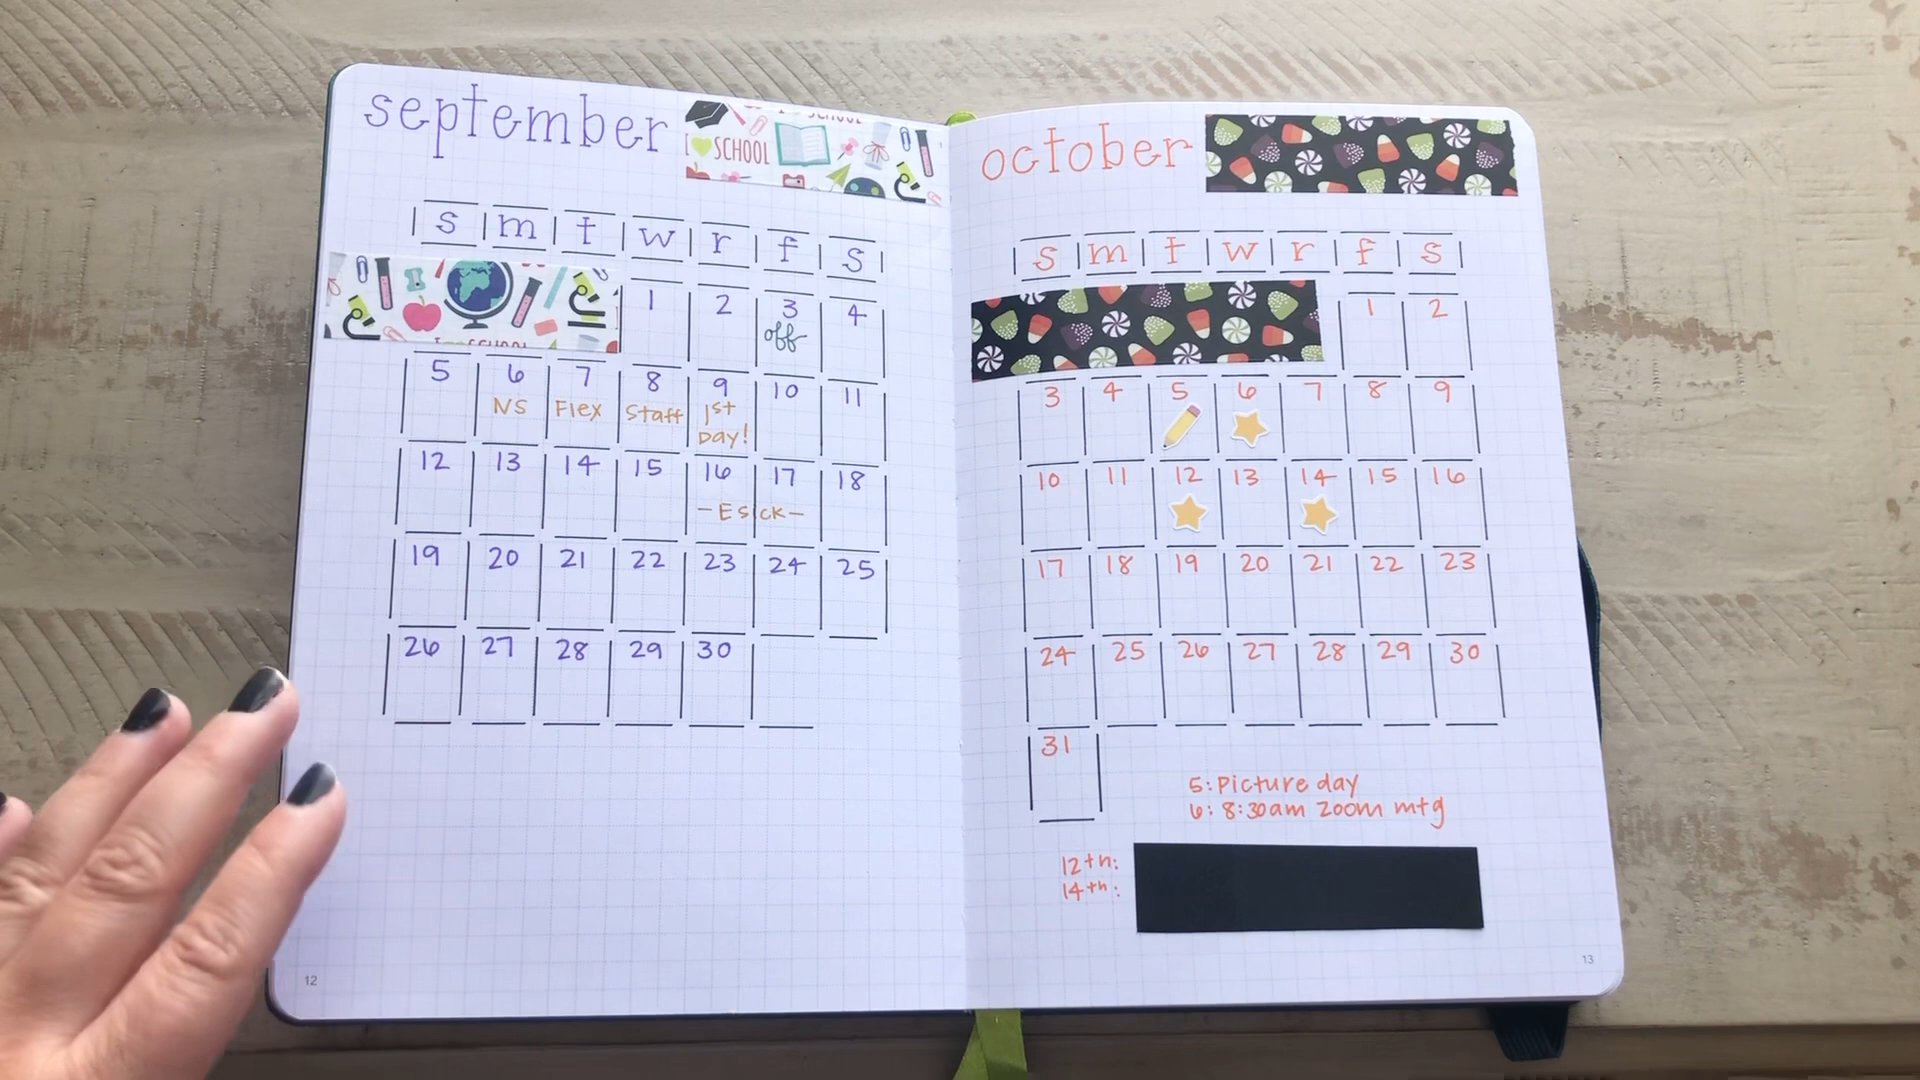 september
I SCHOOL
SCHOOL
s m t w r f s
SCHOOL
1 2 3 4
off
5 6 7 8 9 10 11
NS Flex Staff 1st Day!
12 13 14 15 16 17 18
- E sick -
19 20 21 22 23 24 25
26 27 28 29 30
12
october
s m t w r f s
1 2
3 4 5 6 7 8 9
10 11 12 13 14 15 16
17 18 19 20 21 22 23
24 25 26 27 28 29 30
31
5: Picture day
6: 8:30am zoom mtg
12th:
14th:
13